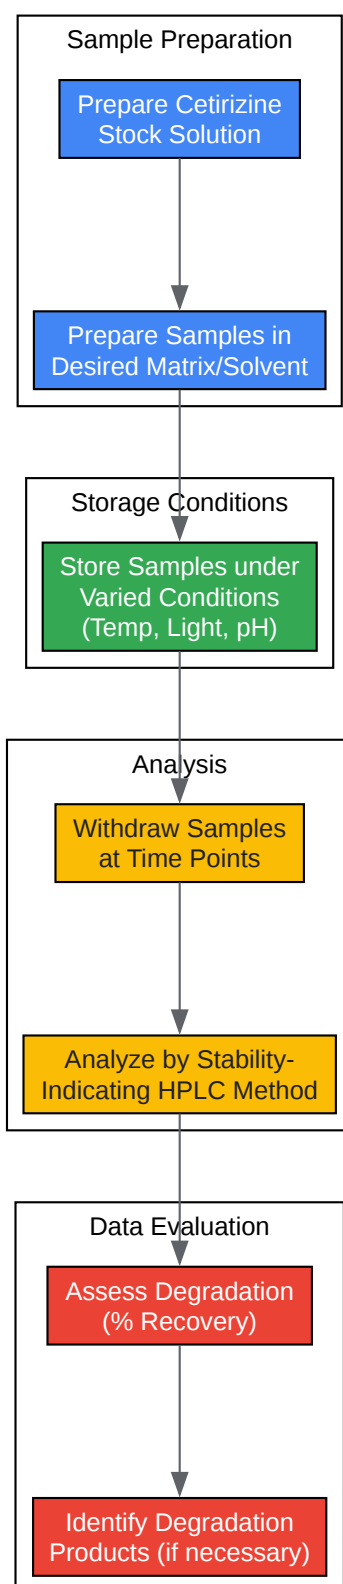 Sample Preparation
Prepare Cetirizine
Stock Solution
Prepare Samples in
Desired Matrix/Solvent
Storage Conditions
Store Samples under
Varied Conditions
(Temp, Light, pH)
Analysis
Withdraw Samples
at Time Points
Analyze by Stability-
Indicating HPLC Method
Data Evaluation
Assess Degradation
(% Recovery)
Identify Degradation
Products (if necessary)